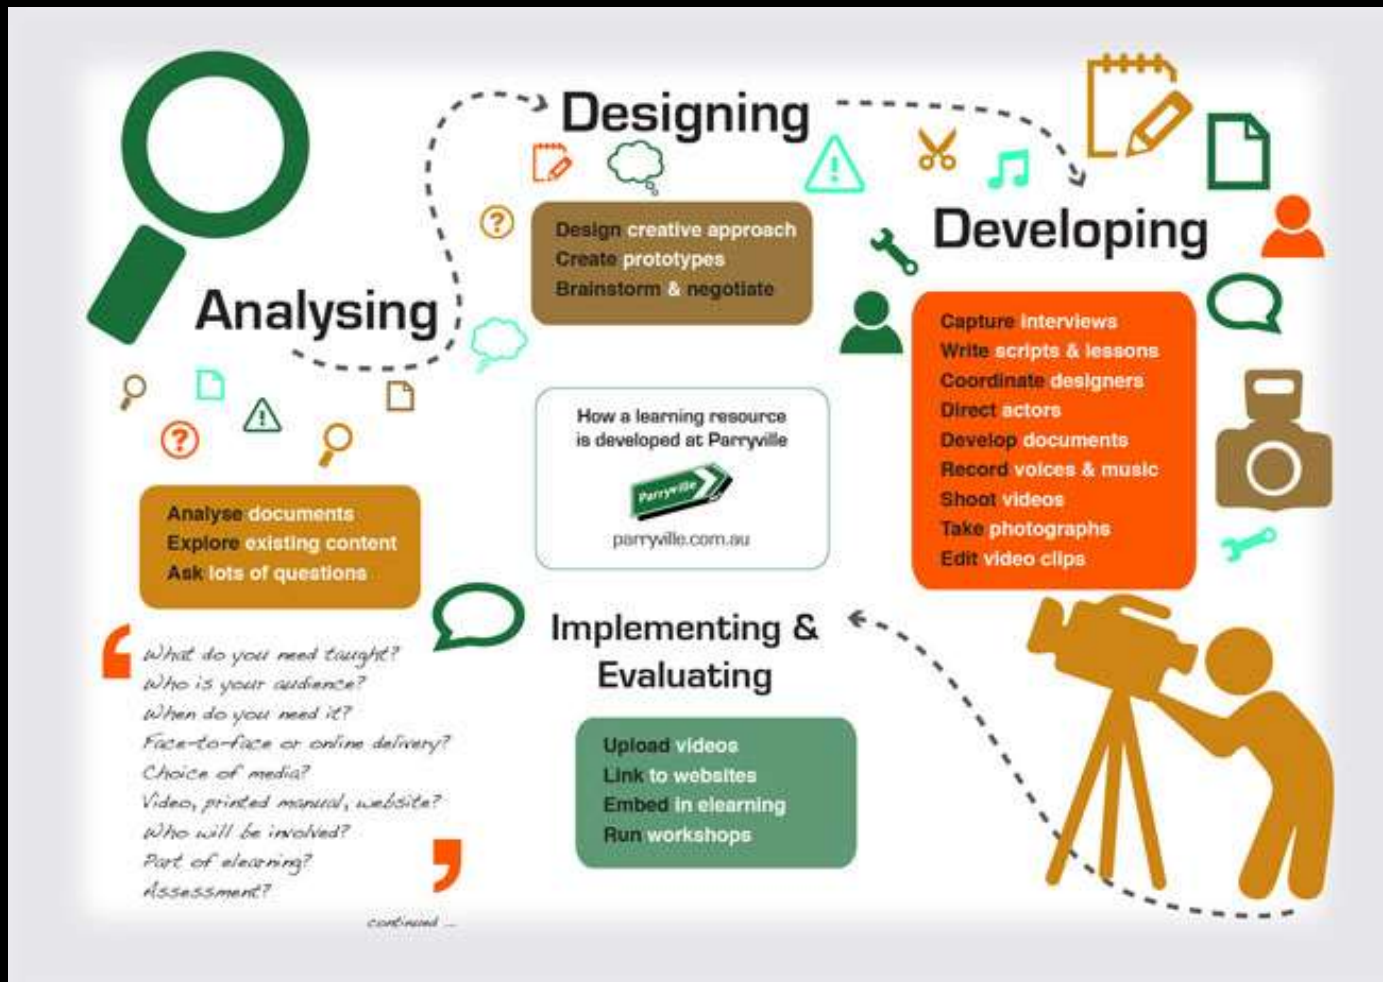 Analysing
Analyse documents
Explore existing content
Ask lots of questions
What do you need taught?
Who is your audience?
When do you need it?
Face-to-face or online delivery?
Choice of media?
Video, printed manual, website?
Who will be involved?
Part of elearning?
Assessment?
continued ...
Designing
Design creative approach
Create prototypes
Brainstorm & negotiate
How a learning resource
is developed at Parryville
Parryville
parryville.com.au
Developing
Capture interviews
Write scripts & lessons
Coordinate designers
Direct actors
Develop documents
Record voices & music
Shoot videos
Take photographs
Edit video clips
Implementing &
Evaluating
Upload videos
Link to websites
Embed in elearning
Run workshops